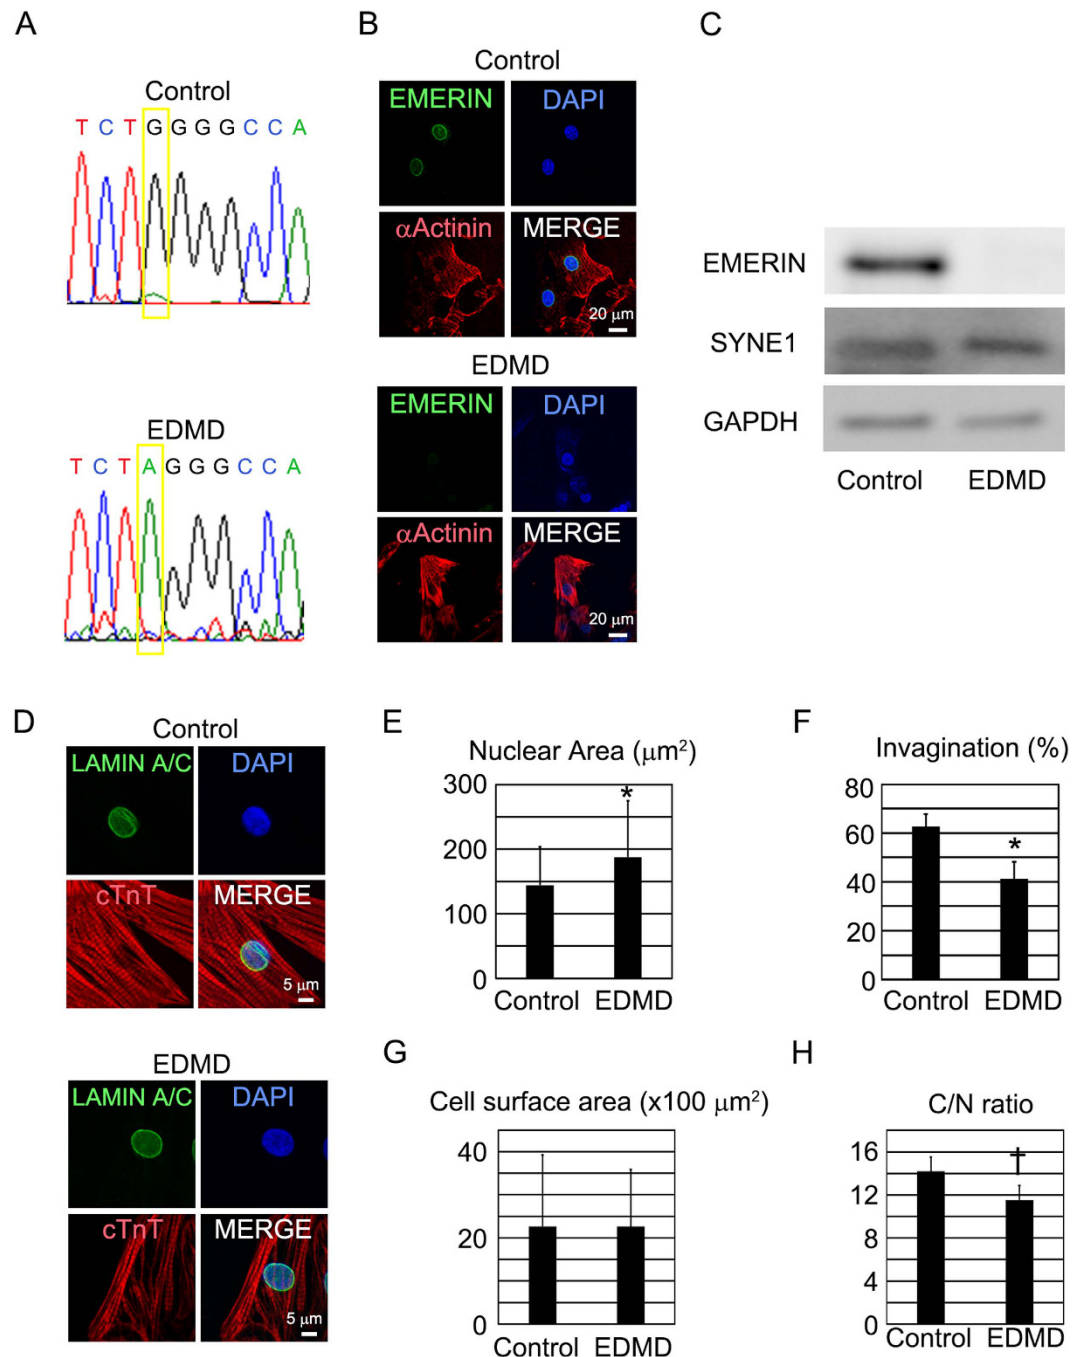 A
Control
T C T G G G G C C A
EDMD
T C T A G G G C C A
B
Control
EMERIN DAPI
αActinin MERGE
20 μm
EDMD
EMERIN DAPI
αActinin MERGE
20 μm
C
EMERIN
SYNE1
GAPDH
Control EDMD
D
Control
LAMIN A/C DAPI
cTnT MERGE
5 μm
EDMD
LAMIN A/C DAPI
cTnT MERGE
5 μm
E
Nuclear Area (μm²)
300
*
200
100
0
Control EDMD
F
Invagination (%)
80
60
*
40
20
0
Control EDMD
G
Cell surface area (x100 μm²)
40
20
0
Control EDMD
H
C/N ratio
16
†
12
8
4
0
Control EDMD